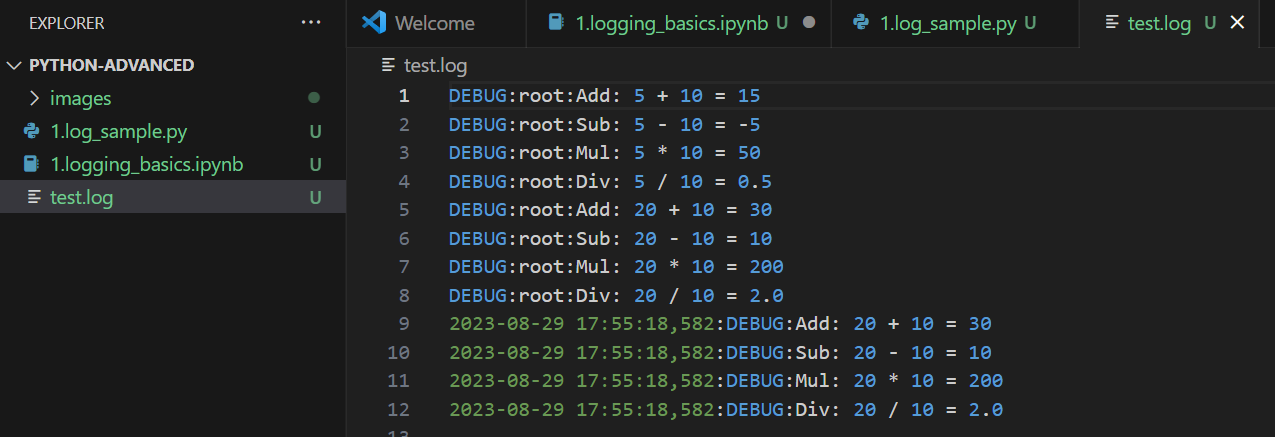 EXPLORER
PYTHON-ADVANCED
images
1.log_sample.py U
1.logging_basics.ipynb U
test.log U
Welcome
1.logging_basics.ipynb U
1.log_sample.py U
test.log U
test.log
1 DEBUG:root:Add: 5 + 10 = 15
2 DEBUG:root:Sub: 5 - 10 = -5
3 DEBUG:root:Mul: 5 * 10 = 50
4 DEBUG:root:Div: 5 / 10 = 0.5
5 DEBUG:root:Add: 20 + 10 = 30
6 DEBUG:root:Sub: 20 - 10 = 10
7 DEBUG:root:Mul: 20 * 10 = 200
8 DEBUG:root:Div: 20 / 10 = 2.0
9 2023-08-29 17:55:18,582:DEBUG:Add: 20 + 10 = 30
10 2023-08-29 17:55:18,582:DEBUG:Sub: 20 - 10 = 10
11 2023-08-29 17:55:18,582:DEBUG:Mul: 20 * 10 = 200
12 2023-08-29 17:55:18,582:DEBUG:Div: 20 / 10 = 2.0
13